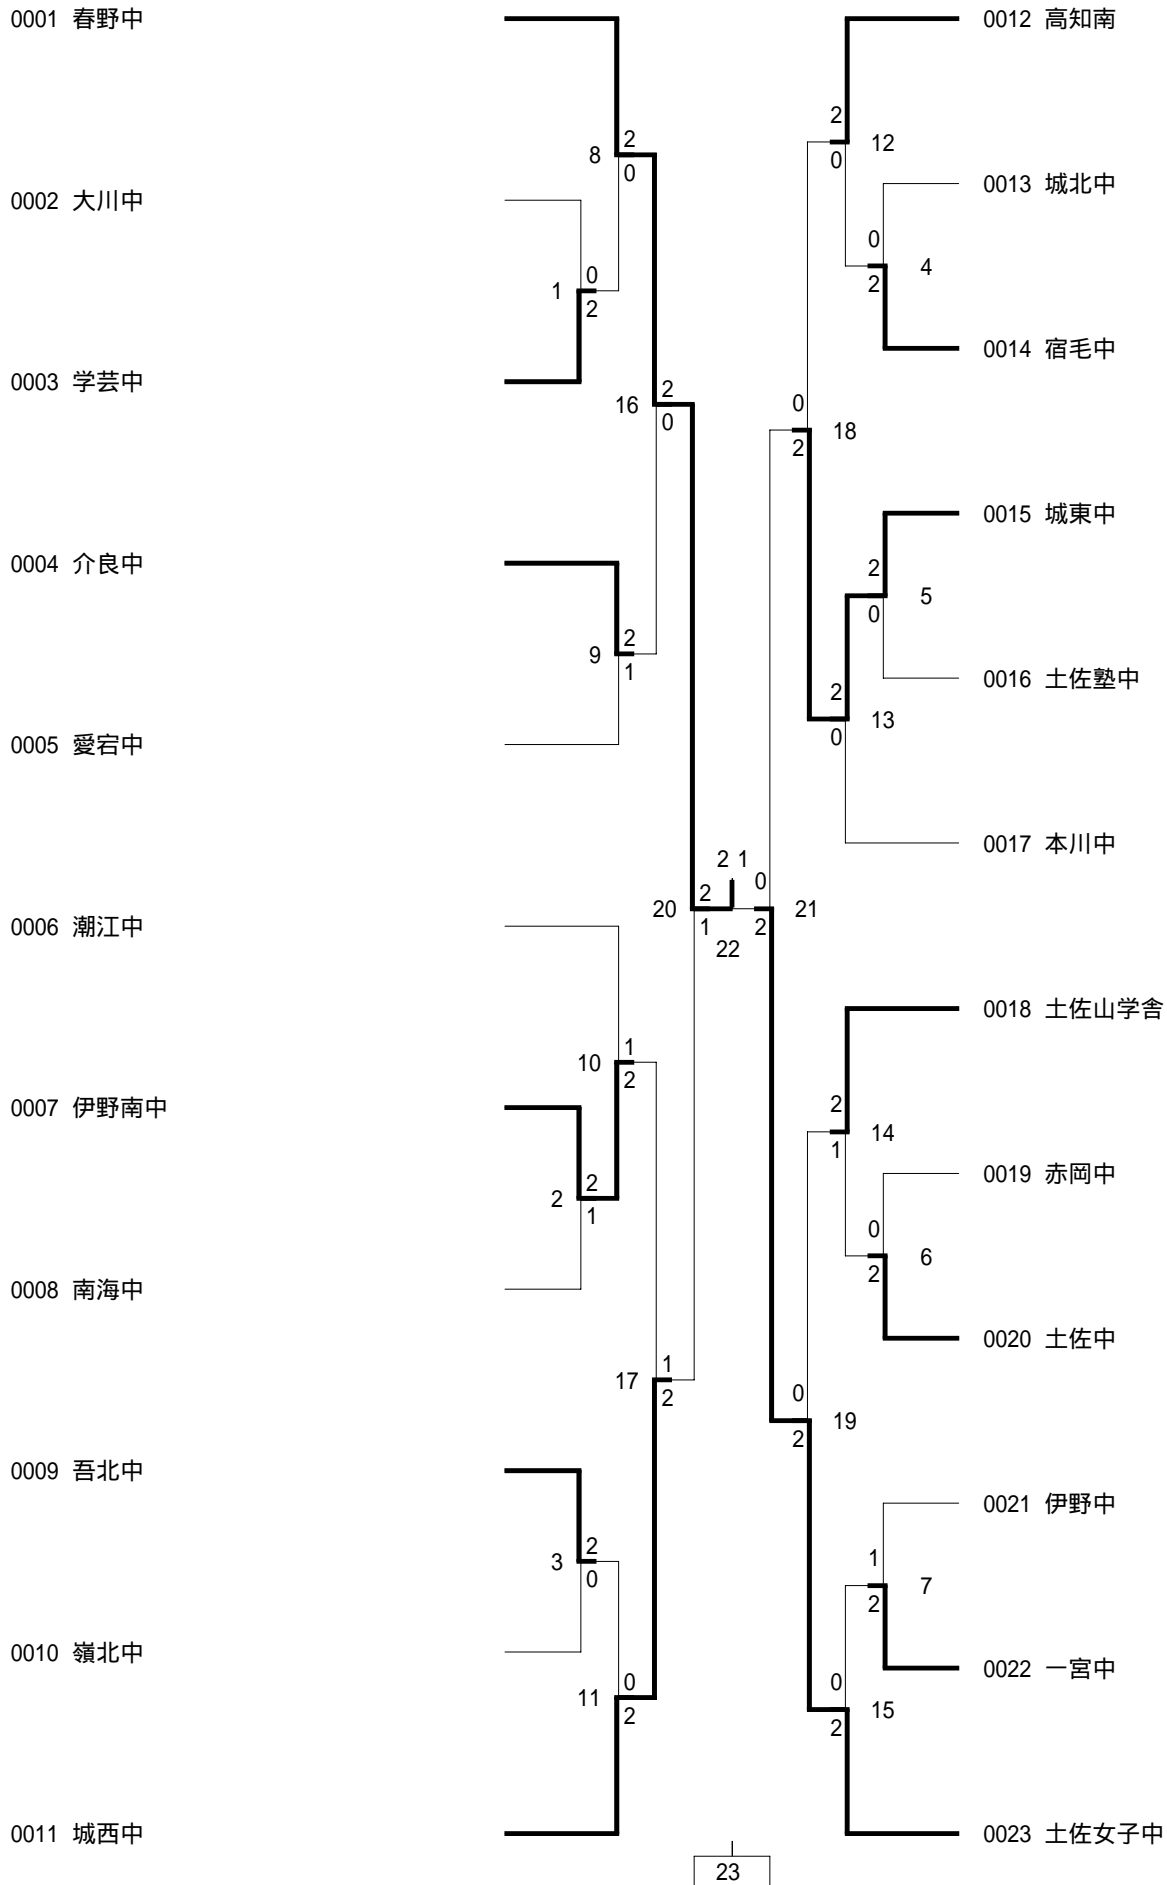 0001 春野中
0012 高知南
2
12
0
2
8
0
0013 城北中
0002 大川中
0
4
2
0
1
2
0014 宿毛中
0003 学芸中
2
16
0
0
18
2
0015 城東中
0004 介良中
2
5
0
2
9
1
0016 土佐塾中
2
13
0
0005 愛宕中
0017 本川中
2 1
0
2
20
21
1
2
22
0006 潮江中
0018 土佐山学舎
1
10
2
2
14
1
0007 伊野南中
0019 赤岡中
2
2
1
0
6
2
0008 南海中
0020 土佐中
1
17
2
0
19
2
0009 吾北中
0021 伊野中
2
3
0
1
7
2
0010 嶺北中
0022 一宮中
0
11
2
0
15
2
0011 城西中
0023 土佐女子中
23